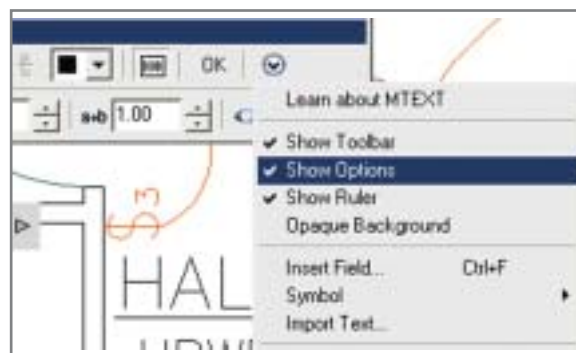 OK
a+b 1.00
Learn about MTEXT
Show Toolbar
Show Options
Show Ruler
Opaque Background
S3
HAL
Insert Field... Ctrl+F
Symbol
Import Text...